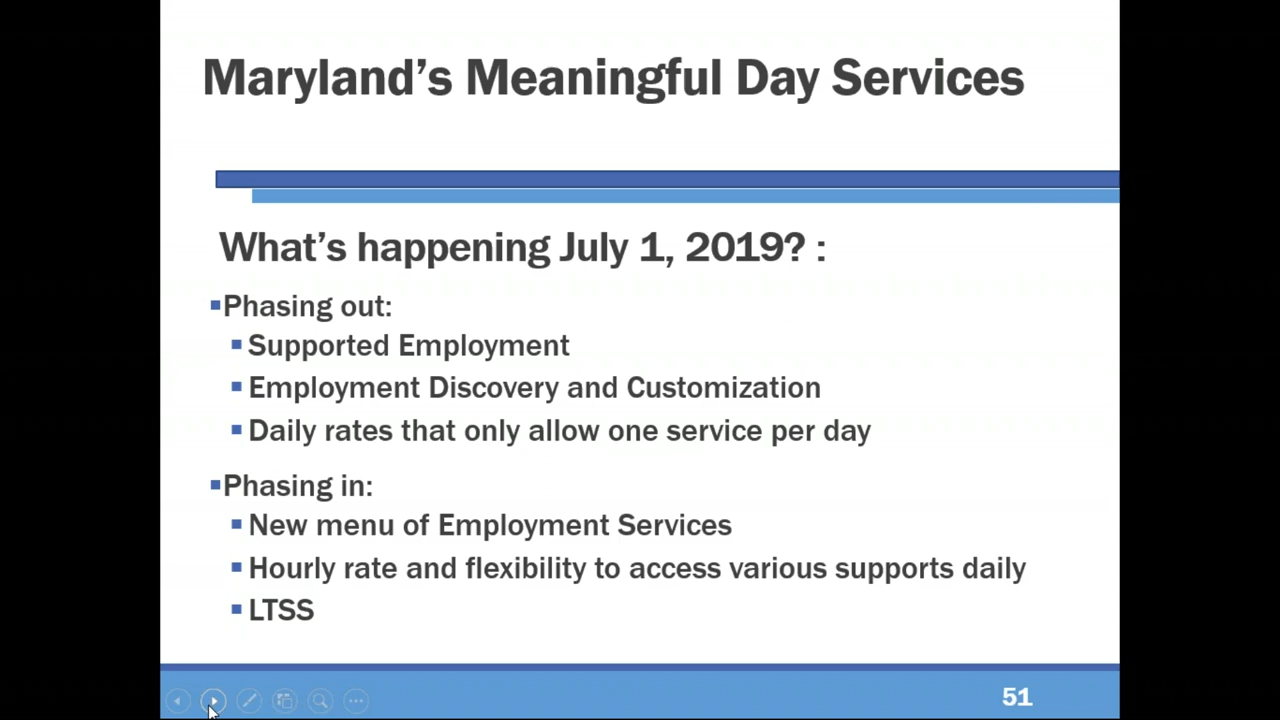 Maryland’s Meaningful Day Services
What’s happening July 1, 2019? :
Phasing out:
Supported Employment
Employment Discovery and Customization
Daily rates that only allow one service per day
Phasing in:
New menu of Employment Services
Hourly rate and flexibility to access various supports daily
LTSS
51